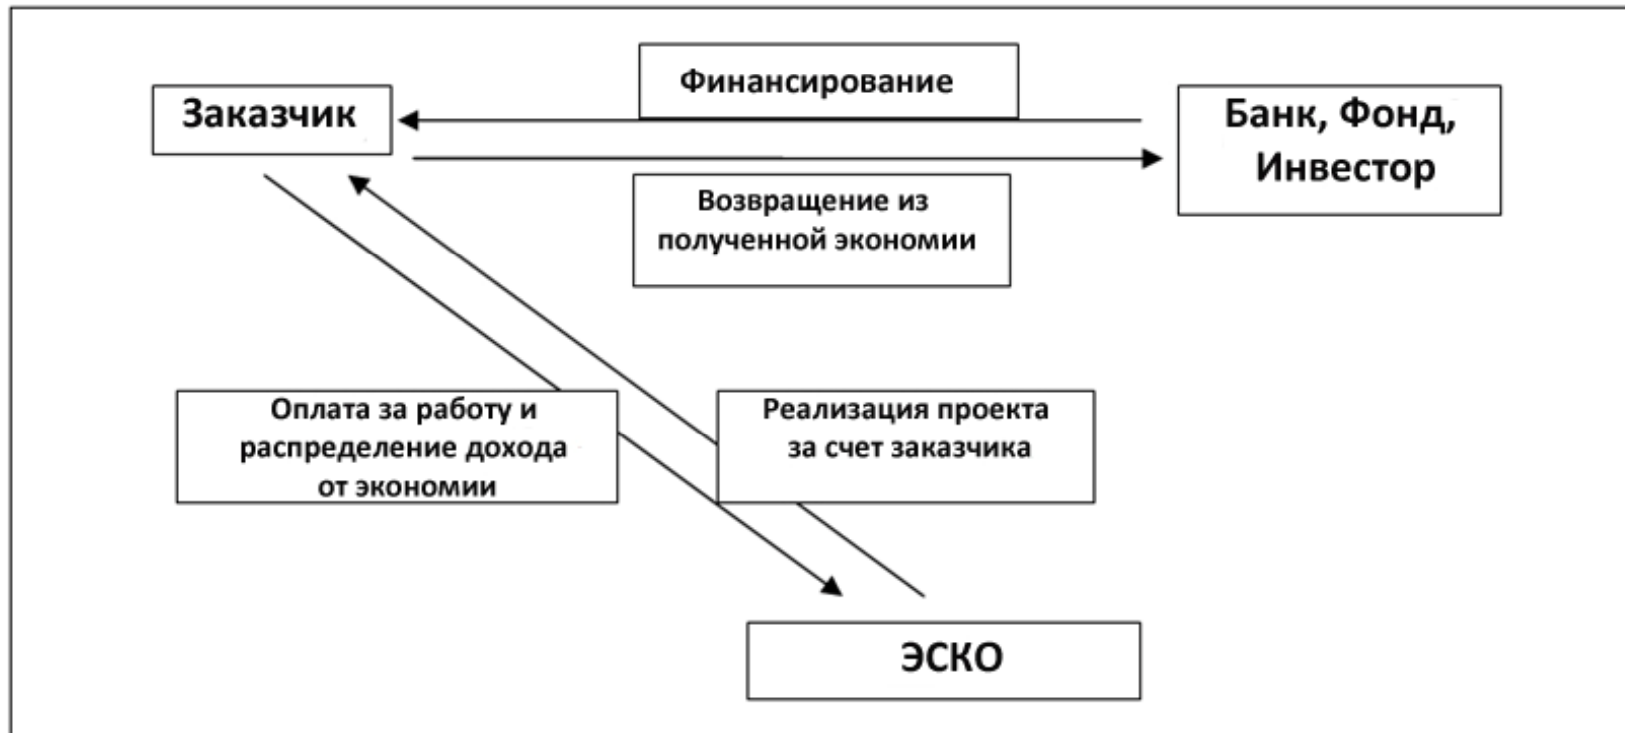 Финансирование
Заказчик
Банк, Фонд,
Инвестор
Возвращение из
полученной экономии
Оплата за работу и
распределение дохода
от экономии
Реализация проекта
за счет заказчика
ЭСКО